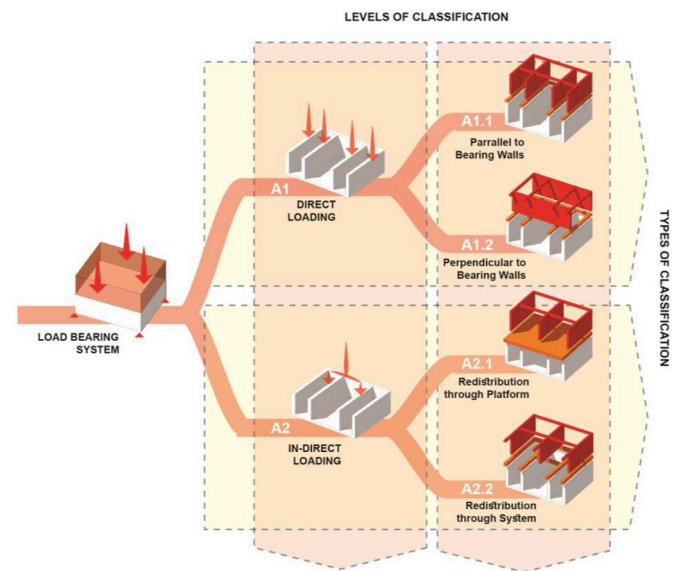 LEVELS OF CLASSIFICATION
A1.1
Parrallel to
Bearing Walls
A1
DIRECT
LOADING
A1.2
Perpendicular to
Bearing Walls
TYPES OF CLASSIFICATION
LOAD BEARING
SYSTEM
A2.1
Redistribution
through Platform
A2
IN-DIRECT
LOADING
A2.2
Redistribution
through System